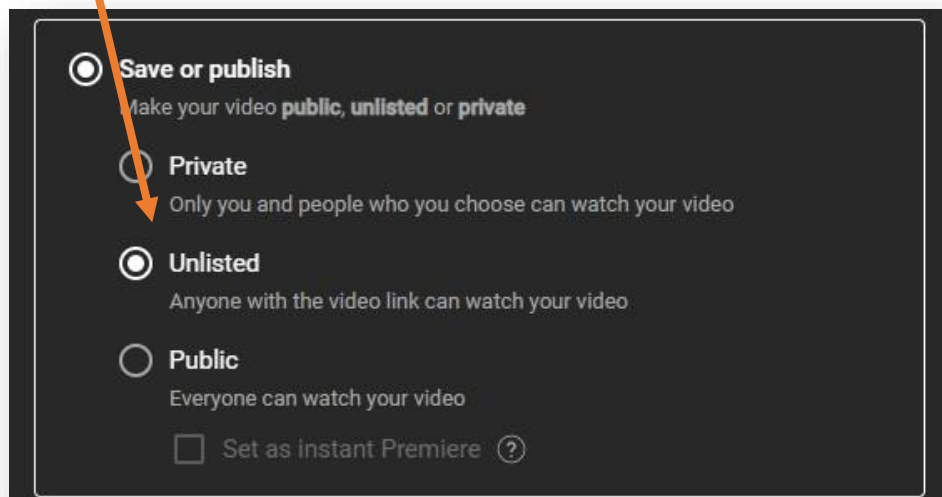 Save or publish
Make your video public, unlisted or private
Private
Only you and people who you choose can watch your video
Unlisted
Anyone with the video link can watch your video
Public
Everyone can watch your video
Set as instant Premiere ?